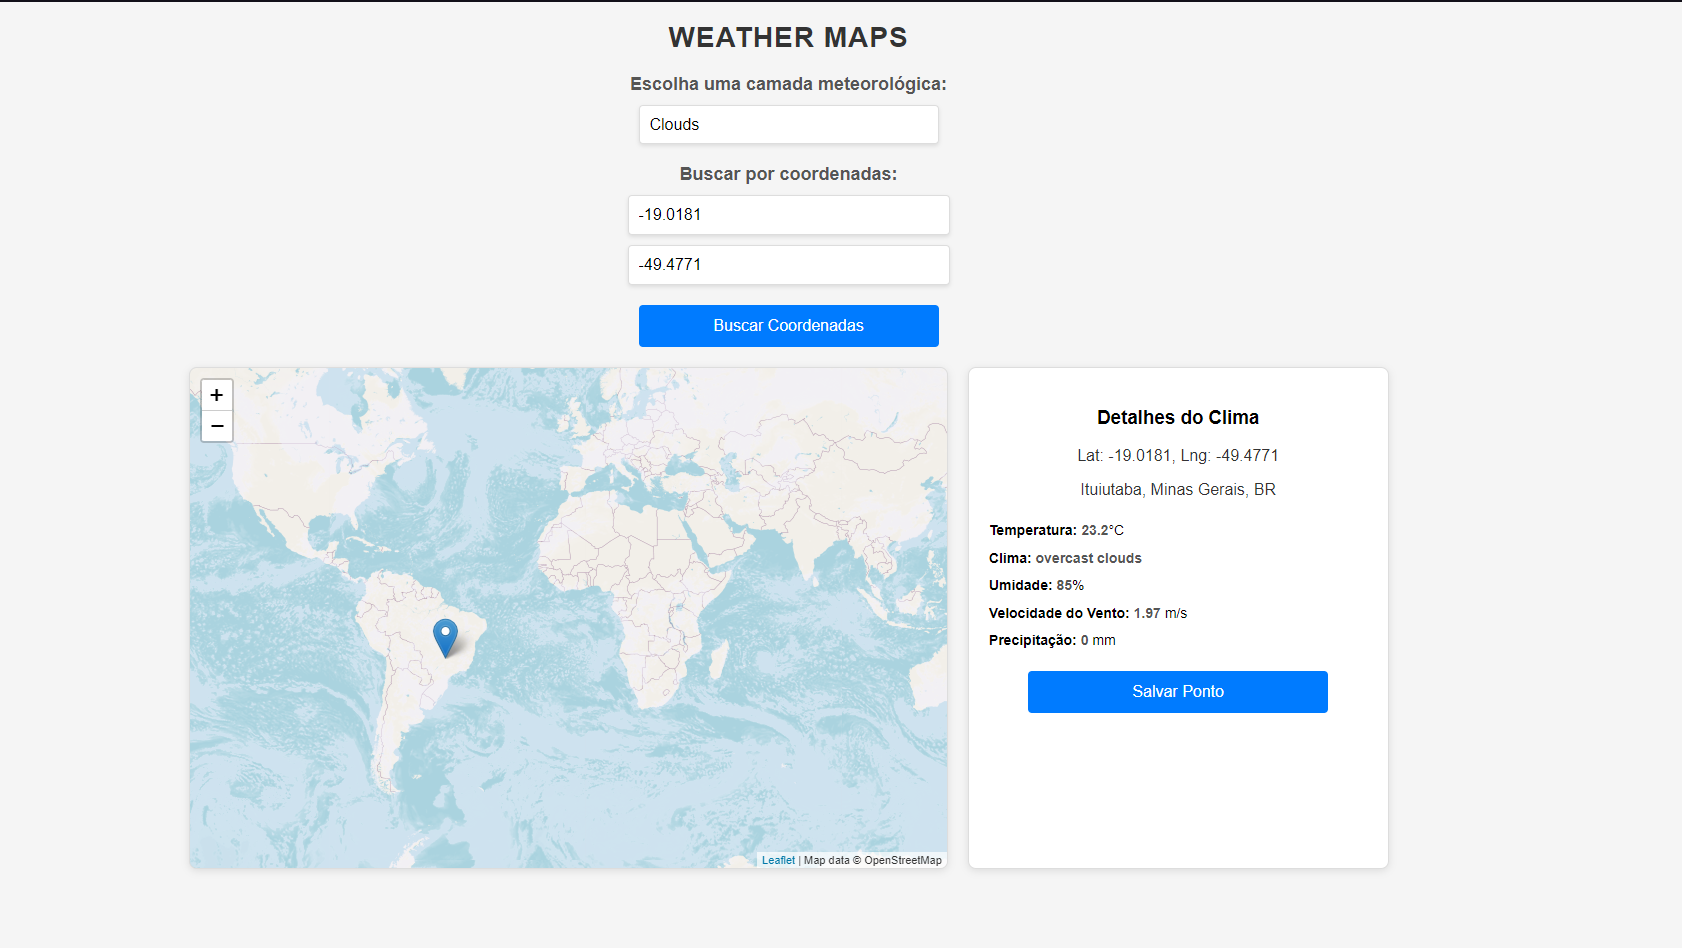 WEATHER MAPS
Escolha uma camada meteorológica:
Clouds
Buscar por coordenadas:
-19.0181
-49.4771
Buscar Coordenadas
+
−
Leaflet | Map data © OpenStreetMap
Detalhes do Clima
Lat: -19.0181, Lng: -49.4771
Ituiutaba, Minas Gerais, BR
Temperatura: 23.2°C
Clima: overcast clouds
Umidade: 85%
Velocidade do Vento: 1.97 m/s
Precipitação: 0 mm
Salvar Ponto